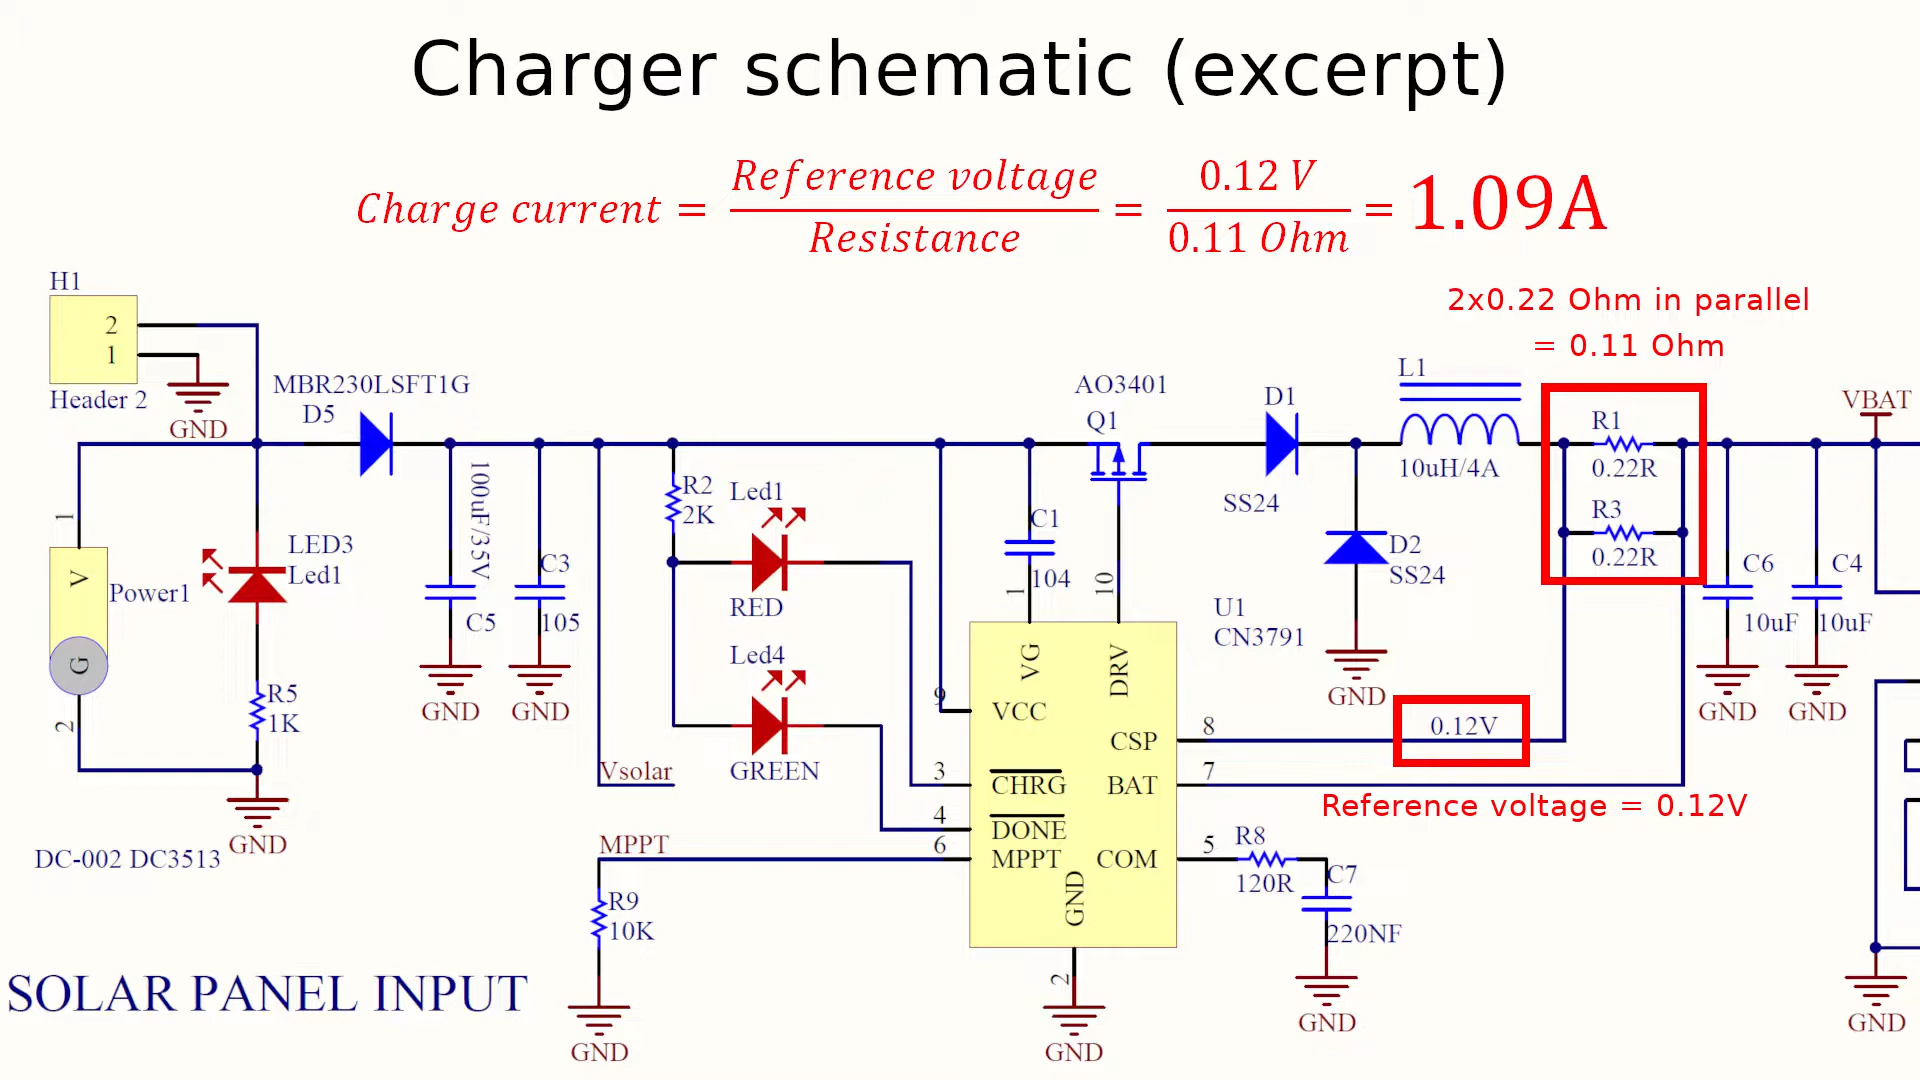 Charger schematic (excerpt)
Charge current = Reference voltage / Resistance = 0.12 V / 0.11 Ohm = 1.09A
2x0.22 Ohm in parallel
= 0.11 Ohm
H1
2
1
Header 2
GND
MBR230LSFT1G
D5
AO3401
Q1
D1
SS24
L1
10uH/4A
R1
0.22R
R3
0.22R
VBAT
1
V
G
2
Power1
LED3
Led1
R5
1K
GND
DC-002 DC3513
100uF/35V
C5
GND
C3
105
GND
R2
2K
Led1
RED
Led4
GREEN
Vsolar
MPPT
R9
10K
GND
C1
104
1
10
D2
SS24
GND
U1
CN3791
VG
DRV
9
VCC
3
CHRG
4
DONE
6
MPPT
GND
2
GND
CSP
8
BAT
7
COM
5
0.12V
Reference voltage = 0.12V
R8
120R
C7
220NF
GND
C6
10uF
GND
C4
10uF
GND
GND
SOLAR PANEL INPUT